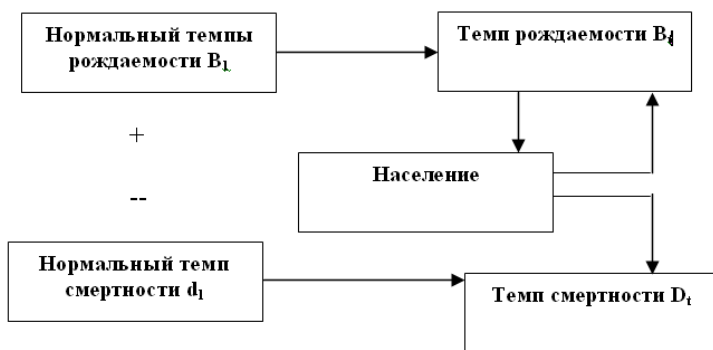 Нормальный темпы
рождаемости B₁
Темп рождаемости Bₜ
+
Население
--
Нормальный темп
смертности d₁
Темп смертности Dₜ